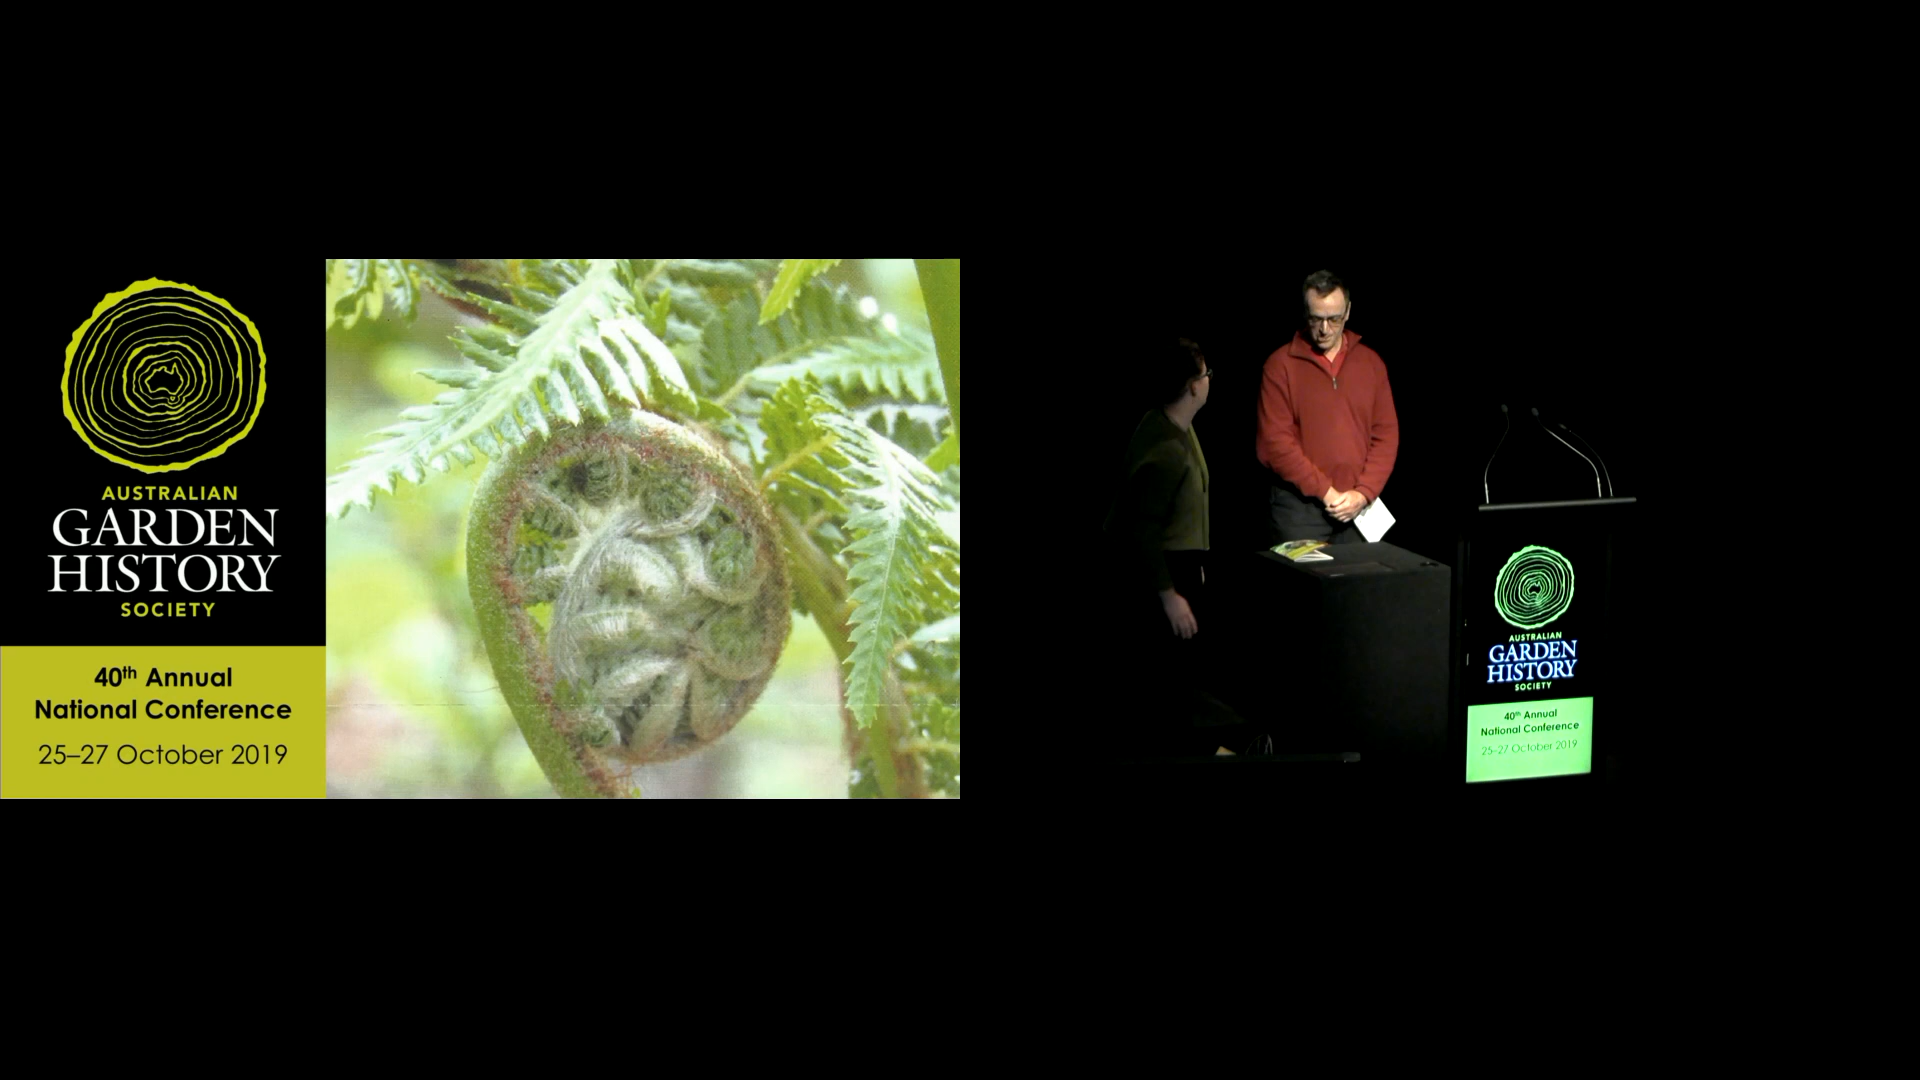 AUSTRALIAN
GARDEN
HISTORY
SOCIETY
40th Annual
National Conference
25–27 October 2019
AUSTRALIAN
GARDEN
HISTORY
SOCIETY
40th Annual
National Conference
25–27 October 2019